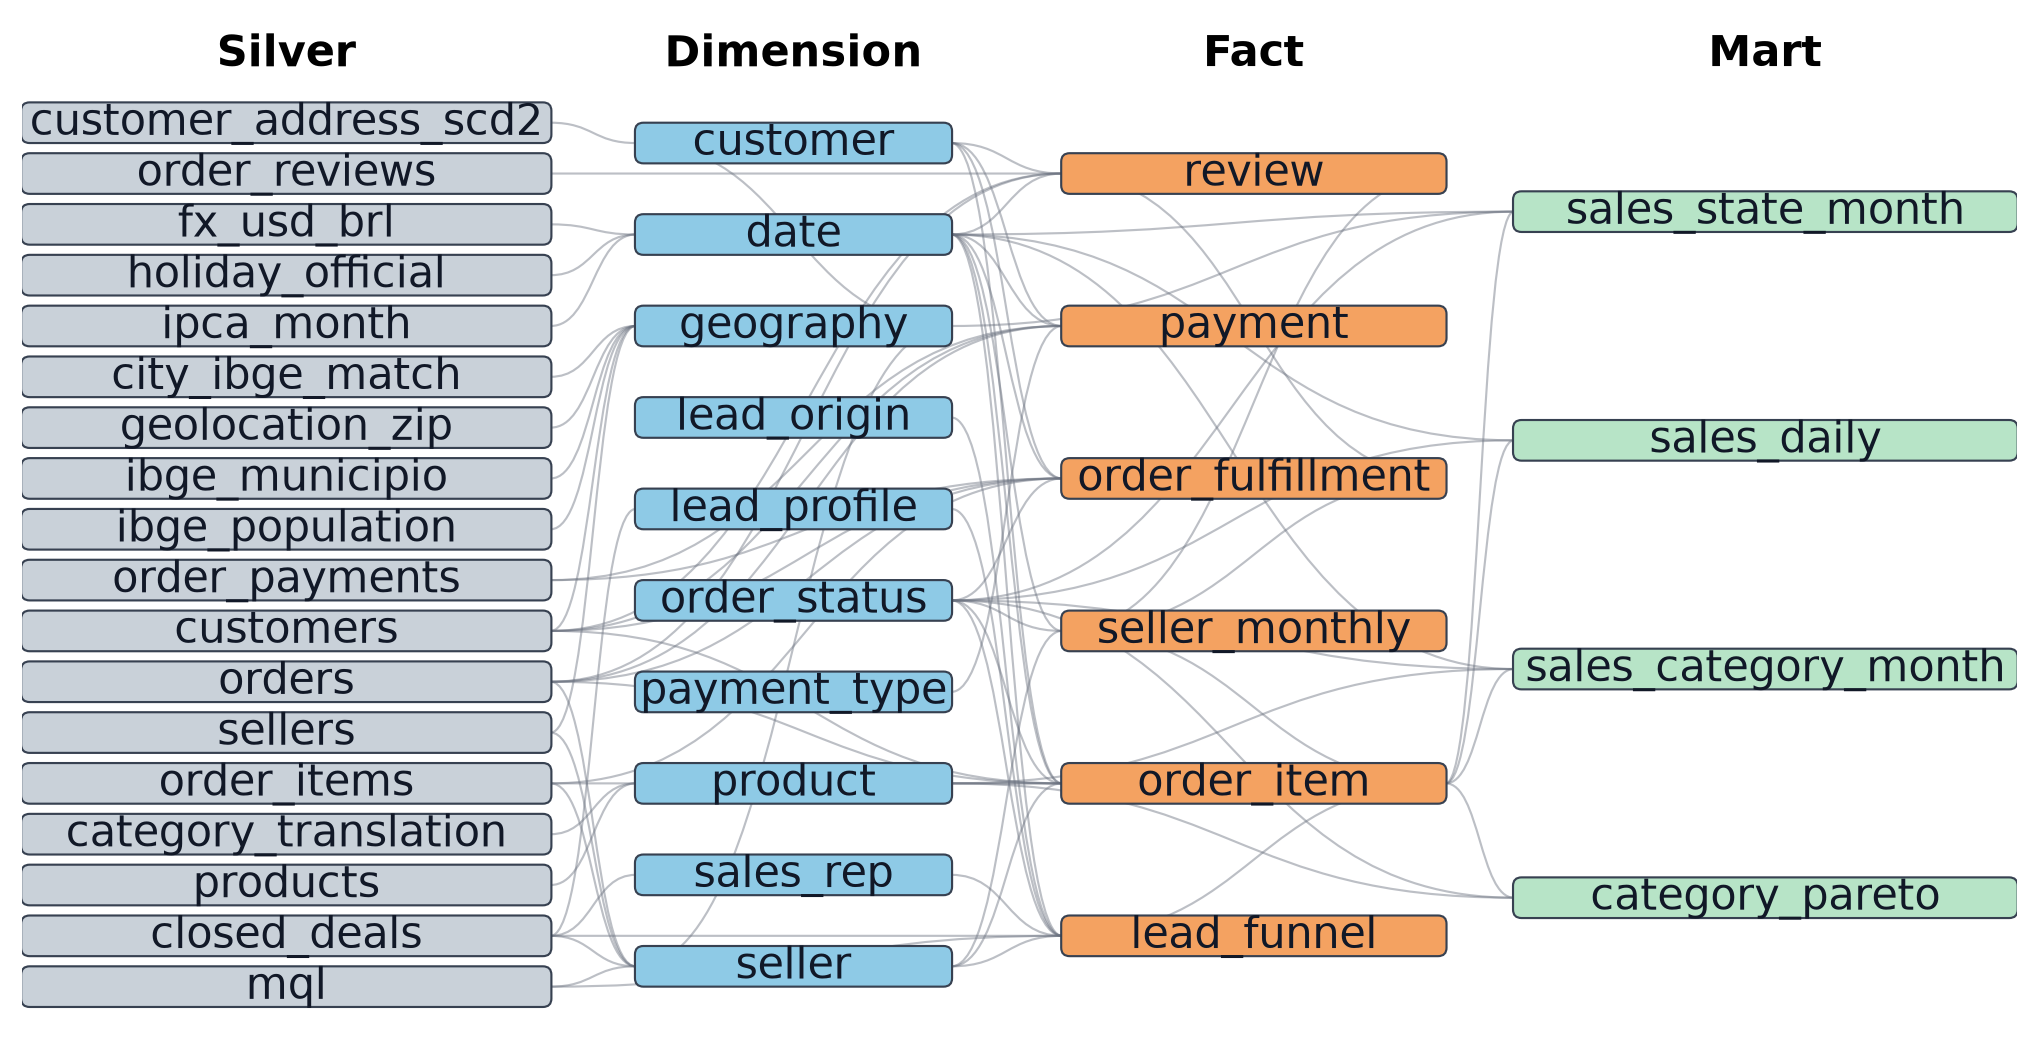 Silver
Dimension
Fact
Mart
customer_address_scd2
order_reviews
fx_usd_brl
holiday_official
ipca_month
city_ibge_match
geolocation_zip
ibge_municipio
ibge_population
order_payments
customers
orders
sellers
order_items
category_translation
products
closed_deals
mql
customer
date
geography
lead_origin
lead_profile
order_status
payment_type
product
sales_rep
seller
review
payment
order_fulfillment
seller_monthly
order_item
lead_funnel
sales_state_month
sales_daily
sales_category_month
category_pareto